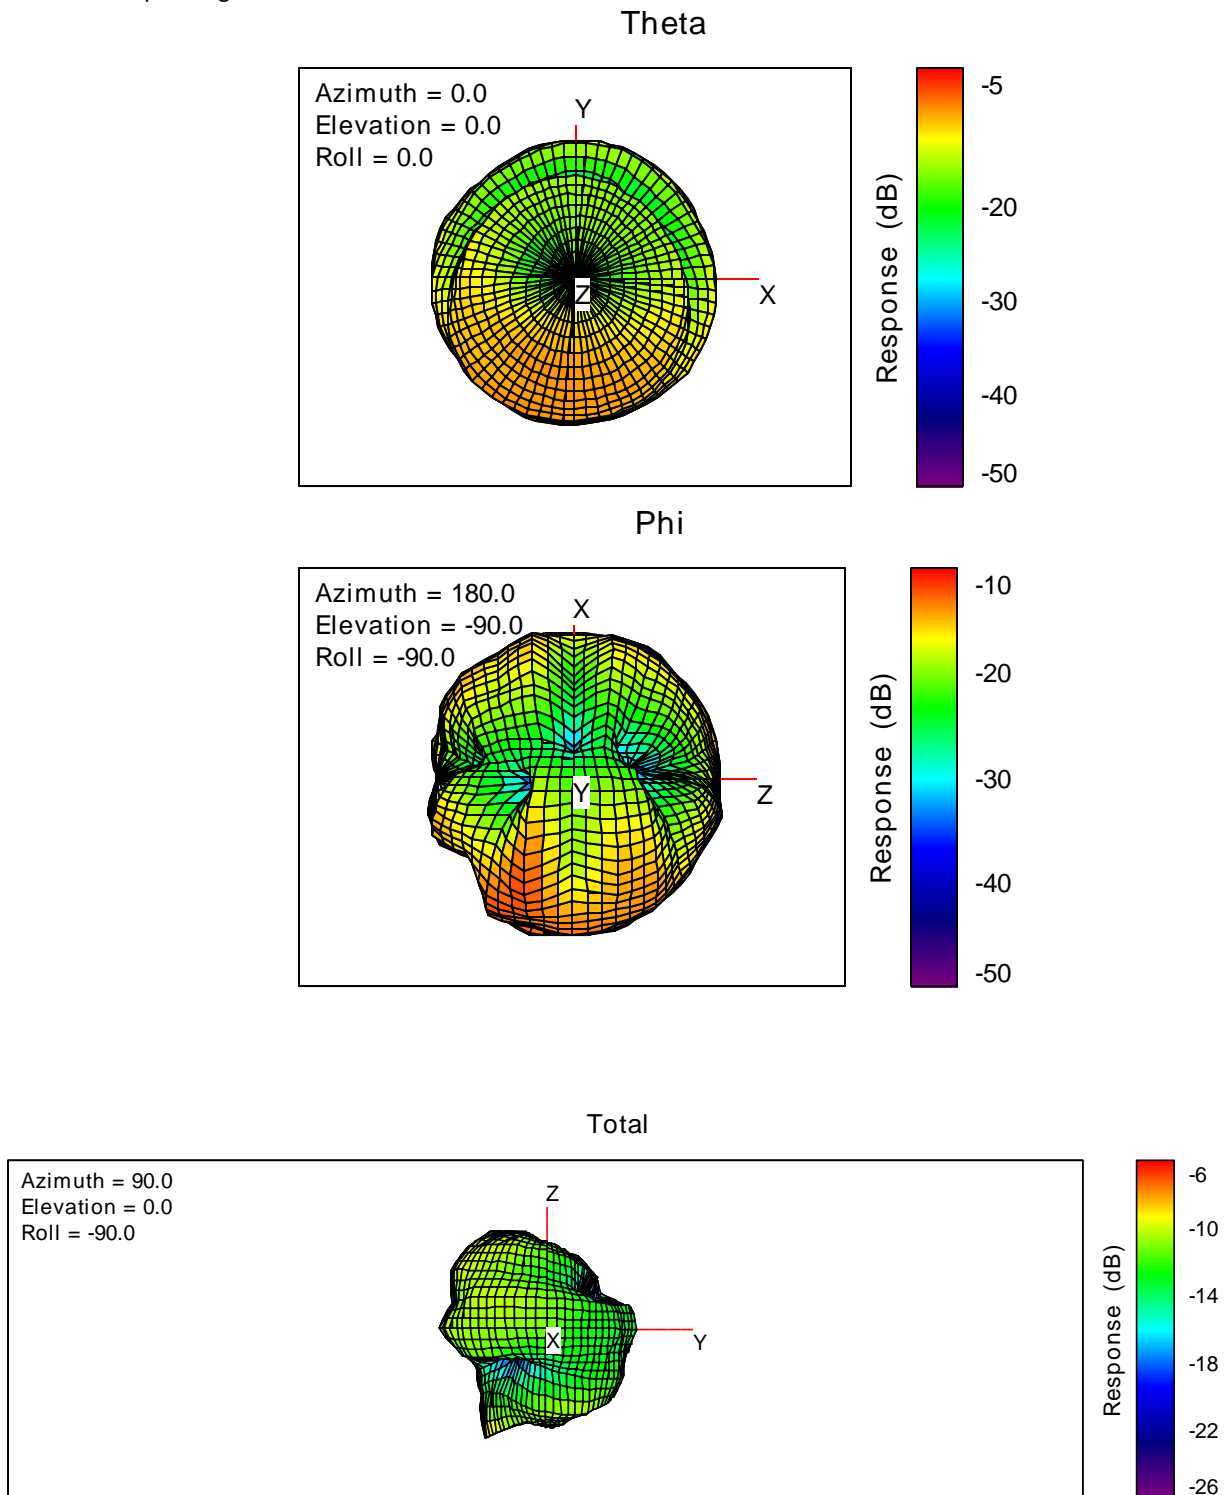 Theta
Azimuth = 0.0
Elevation = 0.0
Roll = 0.0
Y
X
Z
Response (dB)
-5
-20
-30
-40
-50
Phi
Azimuth = 180.0
Elevation = -90.0
Roll = -90.0
X
Z
Y
Response (dB)
-10
-20
-30
-40
-50
Total
Azimuth = 90.0
Elevation = 0.0
Roll = -90.0
Z
Y
X
Response (dB)
-6
-10
-14
-18
-22
-26